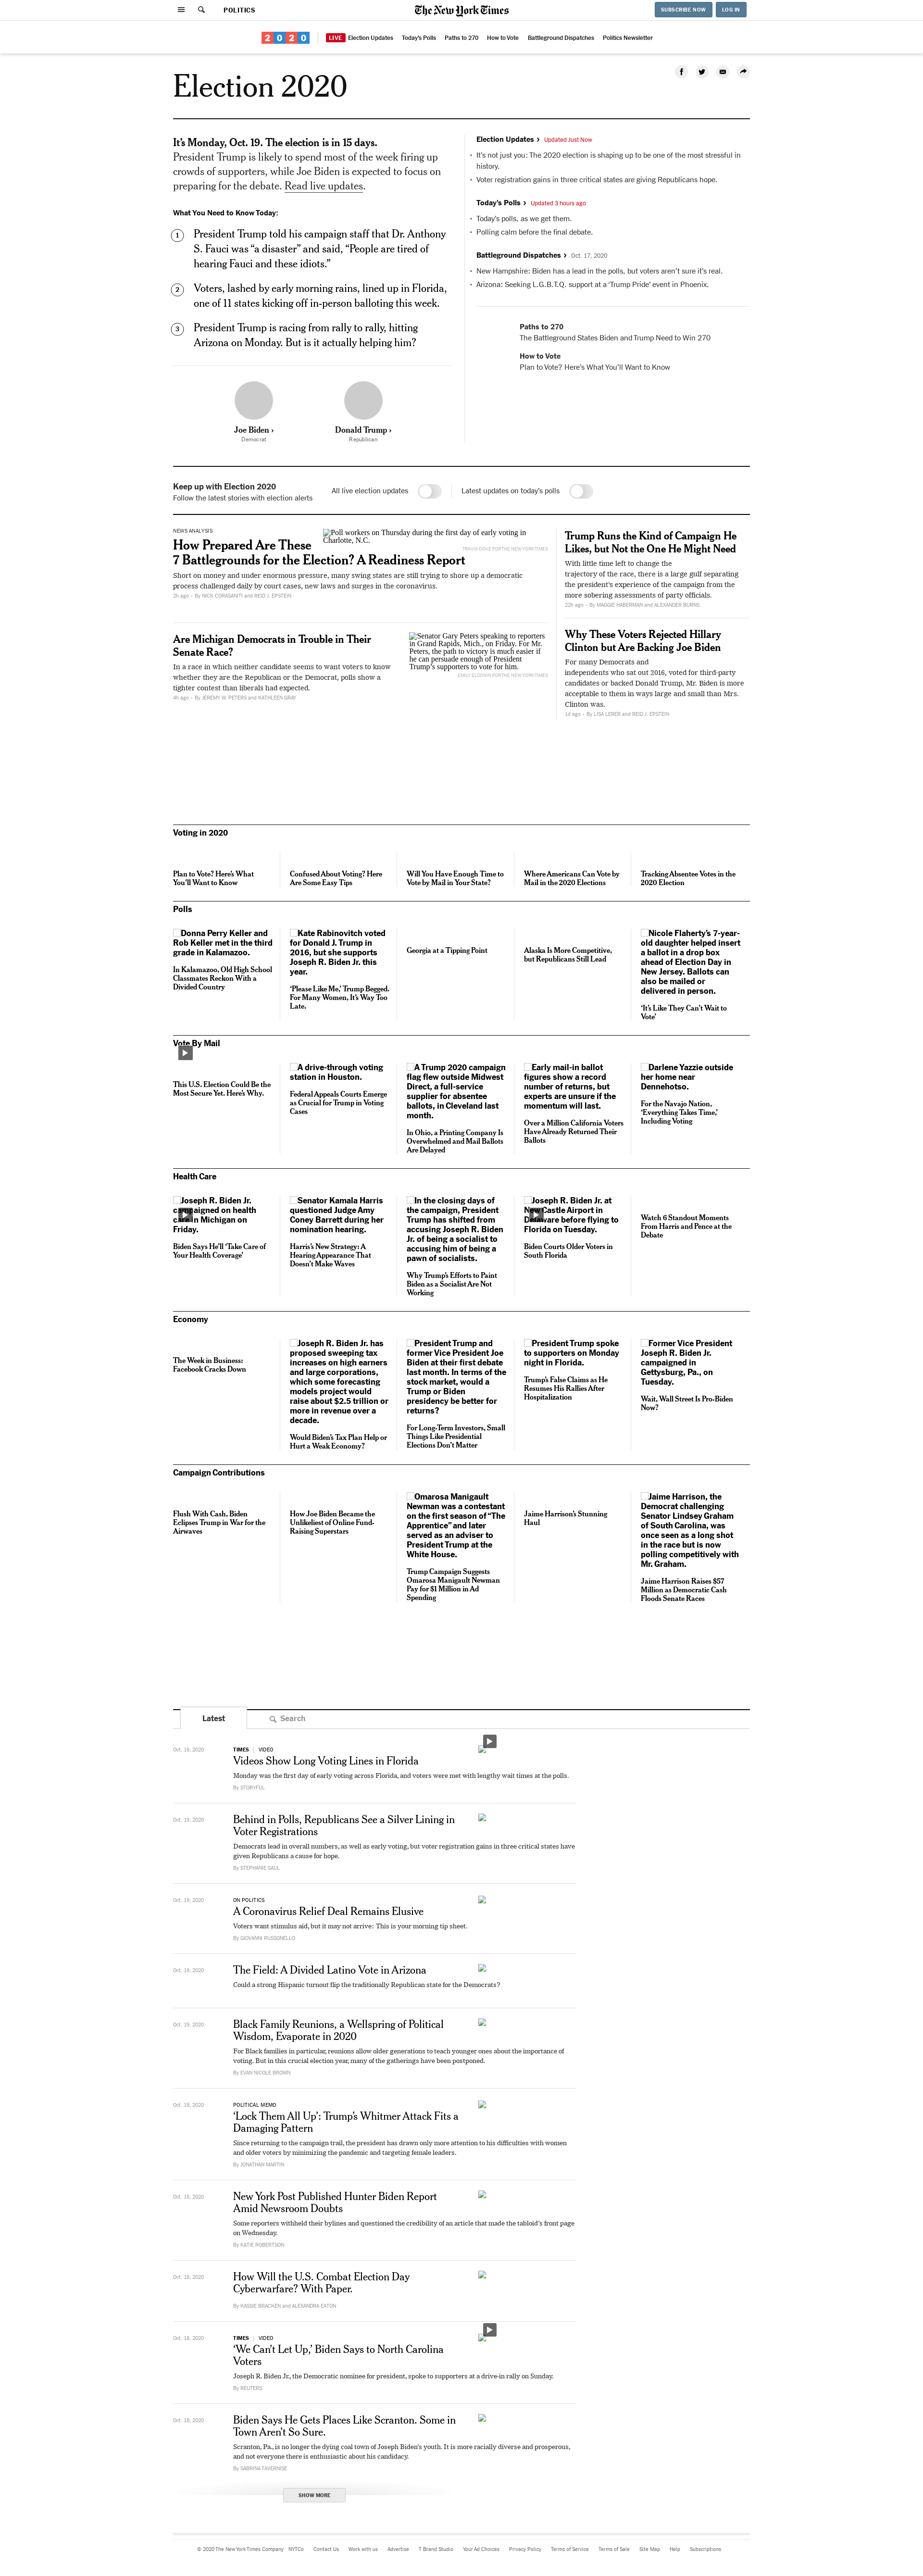 POLITICS
The New York Times
SUBSCRIBE NOW
LOG IN
2020
LIVE
Election Updates
Today's Polls
Paths to 270
How to Vote
Battleground Dispatches
Politics Newsletter
Election 2020
It's Monday, Oct. 19. The election is in 15 days.
President Trump is likely to spend most of the week firing up
crowds of supporters, while Joe Biden is expected to focus on
preparing for the debate. Read live updates.
What You Need to Know Today:
1
President Trump told his campaign staff that Dr. Anthony
S. Fauci was “a disaster” and said, “People are tired of
hearing Fauci and these idiots.”
2
Voters, lashed by early morning rains, lined up in Florida,
one of 11 states kicking off in-person balloting this week.
3
President Trump is racing from rally to rally, hitting
Arizona on Monday. But is it actually helping him?
Joe Biden ›
Democrat
Donald Trump ›
Republican
Election Updates › Updated Just Now
• It's not just you: The 2020 election is shaping up to be one of the most stressful in
history.
• Voter registration gains in three critical states are giving Republicans hope.
Today's Polls › Updated 3 hours ago
• Today's polls, as we get them.
• Polling calm before the final debate.
Battleground Dispatches › Oct. 17, 2020
• New Hampshire: Biden has a lead in the polls, but voters aren't sure it's real.
• Arizona: Seeking L.G.B.T.Q. support at a 'Trump Pride' event in Phoenix.
Paths to 270
The Battleground States Biden and Trump Need to Win 270
How to Vote
Plan to Vote? Here's What You'll Want to Know
Keep up with Election 2020
Follow the latest stories with election alerts
All live election updates
Latest updates on today's polls
NEWS ANALYSIS
How Prepared Are These
7 Battlegrounds for the Election? A Readiness Report
Short on money and under enormous pressure, many swing states are still trying to shore up a democratic
process challenged daily by court cases, new laws and surges in the coronavirus.
2h ago - By NICK CORASANITI and REID J. EPSTEIN
Poll workers on Thursday during the first day of early voting in
Charlotte, N.C.
TRAVIS DOVE FOR THE NEW YORK TIMES
Are Michigan Democrats in Trouble in Their
Senate Race?
In a race in which neither candidate seems to want voters to know
whether they are the Republican or the Democrat, polls show a
tighter contest than liberals had expected.
4h ago - By JEREMY W. PETERS and KATHLEEN GRAY
Senator Gary Peters speaking to reporters
in Grand Rapids, Mich., on Friday. For Mr.
Peters, the path to victory is much easier if
he can persuade enough of President
Trump's supporters to vote for him.
EMILY ELCONIN FOR THE NEW YORK TIMES
Trump Runs the Kind of Campaign He
Likes, but Not the One He Might Need
With little time left to change the
trajectory of the race, there is a large gulf separating
the president's experience of the campaign from the
more sobering assessments of party officials.
22h ago - By MAGGIE HABERMAN and ALEXANDER BURNS
Why These Voters Rejected Hillary
Clinton but Are Backing Joe Biden
For many Democrats and
independents who sat out 2016, voted for third-party
candidates or backed Donald Trump, Mr. Biden is more
acceptable to them in ways large and small than Mrs.
Clinton was.
1d ago - By LISA LERER and REID J. EPSTEIN
Voting in 2020
Plan to Vote? Here's What
You'll Want to Know
Confused About Voting? Here
Are Some Easy Tips
Will You Have Enough Time to
Vote by Mail in Your State?
Where Americans Can Vote by
Mail in the 2020 Elections
Tracking Absentee Votes in the
2020 Election
Polls
Donna Perry Keller and
Rob Keller met in the third
grade in Kalamazoo.
In Kalamazoo, Old High School
Classmates Reckon With a
Divided Country
Kate Rabinovitch voted
for Donald J. Trump in
2016, but she supports
Joseph R. Biden Jr. this
year.
'Please Like Me,' Trump Begged.
For Many Women, It's Way Too
Late.
Georgia at a Tipping Point
Alaska Is More Competitive,
but Republicans Still Lead
Nicole Flaherty's 7-year-
old daughter helped insert
a ballot in a drop box
ahead of Election Day in
New Jersey. Ballots can
also be mailed or
delivered in person.
'It's Like They Can't Wait to
Vote'
Vote By Mail
This U.S. Election Could Be the
Most Secure Yet. Here's Why.
A drive-through voting
station in Houston.
Federal Appeals Courts Emerge
as Crucial for Trump in Voting
Cases
A Trump 2020 campaign
flag flew outside Midwest
Direct, a full-service
supplier for absentee
ballots, in Cleveland last
month.
In Ohio, a Printing Company Is
Overwhelmed and Mail Ballots
Are Delayed
Early mail-in ballot
figures show a record
number of returns, but
experts are unsure if the
momentum will last.
Over a Million California Voters
Have Already Returned Their
Ballots
Darlene Yazzie outside
her home near
Dennehotso.
For the Navajo Nation,
'Everything Takes Time,'
Including Voting
Health Care
Joseph R. Biden Jr.
campaigned on health
in Michigan on
Friday.
Biden Says He'll 'Take Care of
Your Health Coverage'
Senator Kamala Harris
questioned Judge Amy
Coney Barrett during her
nomination hearing.
Harris's New Strategy: A
Hearing Appearance That
Doesn't Make Waves
In the closing days of
the campaign, President
Trump has shifted from
accusing Joseph R. Biden
Jr. of being a socialist to
accusing him of being a
pawn of socialists.
Why Trump's Efforts to Paint
Biden as a Socialist Are Not
Working
Joseph R. Biden Jr. at
New Castle Airport in
Delaware before flying to
Florida on Tuesday.
Biden Courts Older Voters in
South Florida
Watch 6 Standout Moments
From Harris and Pence at the
Debate
Economy
The Week in Business:
Facebook Cracks Down
Joseph R. Biden Jr. has
proposed sweeping tax
increases on high earners
and large corporations,
which some forecasting
models project would
raise about $2.5 trillion or
more in revenue over a
decade.
Would Biden's Tax Plan Help or
Hurt a Weak Economy?
President Trump and
former Vice President Joe
Biden at their first debate
last month. In terms of the
stock market, would a
Trump or Biden
presidency be better for
returns?
For Long-Term Investors, Small
Things Like Presidential
Elections Don't Matter
President Trump spoke
to supporters on Monday
night in Florida.
Trump's False Claims as He
Resumes His Rallies After
Hospitalization
Former Vice President
Joseph R. Biden Jr.
campaigned in
Gettysburg, Pa., on
Tuesday.
Wait, Wall Street Is Pro-Biden
Now?
Campaign Contributions
Flush With Cash, Biden
Eclipses Trump in War for the
Airwaves
How Joe Biden Became the
Unlikeliest of Online Fund-
Raising Superstars
Omarosa Manigault
Newman was a contestant
on the first season of “The
Apprentice” and later
served as an adviser to
President Trump at the
White House.
Trump Campaign Suggests
Omarosa Manigault Newman
Pay for $1 Million in Ad
Spending
Jaime Harrison's Stunning
Haul
Jaime Harrison, the
Democrat challenging
Senator Lindsey Graham
of South Carolina, was
once seen as a long shot
in the race but is now
polling competitively with
Mr. Graham.
Jaime Harrison Raises $57
Million as Democratic Cash
Floods Senate Races
Latest
Search
Oct. 19, 2020
TIMES | VIDEO
Videos Show Long Voting Lines in Florida
Monday was the first day of early voting across Florida, and voters were met with lengthy wait times at the polls.
By STORYFUL
Oct. 19, 2020
Behind in Polls, Republicans See a Silver Lining in
Voter Registrations
Democrats lead in overall numbers, as well as early voting, but voter registration gains in three critical states have
given Republicans a cause for hope.
By STEPHANIE SAUL
Oct. 19, 2020
ON POLITICS
A Coronavirus Relief Deal Remains Elusive
Voters want stimulus aid, but it may not arrive: This is your morning tip sheet.
By GIOVANNI RUSSONELLO
Oct. 19, 2020
The Field: A Divided Latino Vote in Arizona
Could a strong Hispanic turnout flip the traditionally Republican state for the Democrats?
Oct. 19, 2020
Black Family Reunions, a Wellspring of Political
Wisdom, Evaporate in 2020
For Black families in particular, reunions allow older generations to teach younger ones about the importance of
voting. But in this crucial election year, many of the gatherings have been postponed.
By EVAN NICOLE BROWN
Oct. 18, 2020
POLITICAL MEMO
'Lock Them All Up': Trump's Whitmer Attack Fits a
Damaging Pattern
Since returning to the campaign trail, the president has drawn only more attention to his difficulties with women
and older voters by minimizing the pandemic and targeting female leaders.
By JONATHAN MARTIN
Oct. 18, 2020
New York Post Published Hunter Biden Report
Amid Newsroom Doubts
Some reporters withheld their bylines and questioned the credibility of an article that made the tabloid's front page
on Wednesday.
By KATIE ROBERTSON
Oct. 18, 2020
How Will the U.S. Combat Election Day
Cyberwarfare? With Paper.
By KASSIE BRACKEN and ALEXANDRA EATON
Oct. 18, 2020
TIMES | VIDEO
'We Can't Let Up,' Biden Says to North Carolina
Voters
Joseph R. Biden Jr., the Democratic nominee for president, spoke to supporters at a drive-in rally on Sunday.
By REUTERS
Oct. 18, 2020
Biden Says He Gets Places Like Scranton. Some in
Town Aren't So Sure.
Scranton, Pa., is no longer the dying coal town of Joseph Biden's youth. It is more racially diverse and prosperous,
and not everyone there is enthusiastic about his candidacy.
By SABRINA TAVERNISE
SHOW MORE
© 2020 The New York Times Company NYTCo Contact Us Work with us Advertise T Brand Studio Your Ad Choices Privacy Policy Terms of Service Terms of Sale Site Map Help Subscriptions